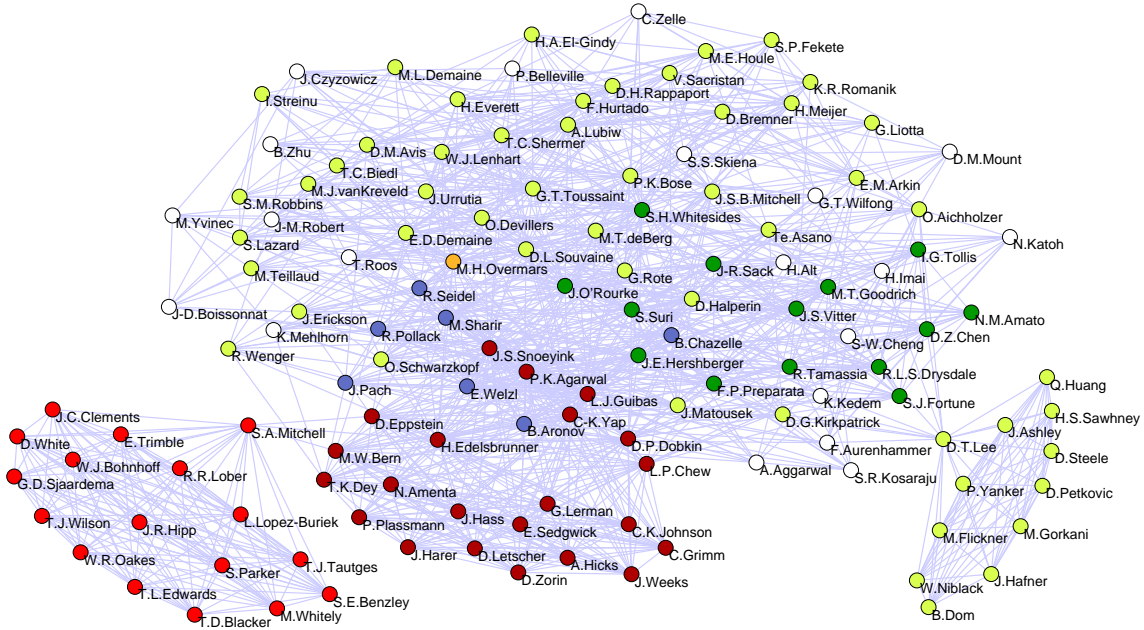 C.Zelle
H.A.El-Gindy
S.P.Fekete
M.E.Houle
P.Belleville
J.Czyzowicz
M.L.Demaine
V.Sacristan
D.H.Rappaport
K.R.Romanik
I.Streinu
H.Everett
F.Hurtado
H.Meijer
D.Bremner
G.Liotta
A.Lubiw
T.C.Shermer
B.Zhu
D.M.Avis
W.J.Lenhart
S.S.Skiena
D.M.Mount
T.C.Biedl
P.K.Bose
E.M.Arkin
M.J.vanKreveld
J.Urrutia
G.T.Toussaint
J.S.B.Mitchell
G.T.Wilfong
S.M.Robbins
S.H.Whitesides
O.Aichholzer
M.Yvinec
J-M.Robert
O.Devillers
M.T.deBerg
Te.Asano
N.Katoh
S.Lazard
E.D.Demaine
D.L.Souvaine
I.G.Tollis
T.Roos
M.H.Overmars
J-R.Sack
H.Alt
M.Teillaud
G.Rote
H.Imai
R.Seidel
J.O'Rourke
M.T.Goodrich
J-D.Boissonnat
J.Erickson
M.Sharir
S.Suri
D.Halperin
J.S.Vitter
N.M.Amato
K.Mehlhorn
R.Pollack
B.Chazelle
S-W.Cheng
D.Z.Chen
R.Wenger
O.Schwarzkopf
J.S.Snoeyink
J.E.Hershberger
P.K.Agarwal
R.Tamassia
R.L.S.Drysdale
J.Pach
E.Welzl
L.J.Guibas
F.P.Preparata
K.Kedem
S.J.Fortune
Q.Huang
J.C.Clements
D.Eppstein
B.Aronov
C-K.Yap
J.Matousek
D.G.Kirkpatrick
H.S.Sawhney
S.A.Mitchell
J.Ashley
D.White
E.Trimble
H.Edelsbrunner
D.P.Dobkin
F.Aurenhammer
D.T.Lee
W.J.Bohnhoff
M.W.Bern
L.P.Chew
A.Aggarwal
S.R.Kosaraju
D.Steele
R.R.Lober
G.D.Sjaardema
T.K.Dey
N.Amenta
P.Yanker
D.Petkovic
T.J.Wilson
J.R.Hipp
L.Lopez-Buriek
P.Plassmann
J.Hass
G.Lerman
E.Sedgwick
C.K.Johnson
M.Flickner
M.Gorkani
W.R.Oakes
S.Parker
T.J.Tautges
J.Harer
D.Letscher
A.Hicks
C.Grimm
D.Zorin
J.Weeks
W.Niblack
J.Hafner
T.L.Edwards
S.E.Benzley
T.D.Blacker
M.Whitely
B.Dom